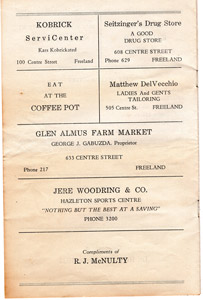 KOBRICK
ServiCenter
Kars Kobrickated
100 Centre Street Freeland
Seitzinger's Drug Store
A GOOD
DRUG STORE
608 CENTRE STREET
Phone 629 FREELAND
EAT
AT THE
COFFEE POT
Matthew DelVecchio
LADIES And GENTS
TAILORING
505 Centre St. FREELAND
GLEN ALMUS FARM MARKET
GEORGE J. GABUZDA, Proprietor
633 CENTRE STREET
Phone 217 FREELAND
JERE WOODRING & CO.
HAZLETON SPORTS CENTRE
"NOTHING BUT THE BEST AT A SAVING"
PHONE 3200
Compliments of
R. J. McNULTY